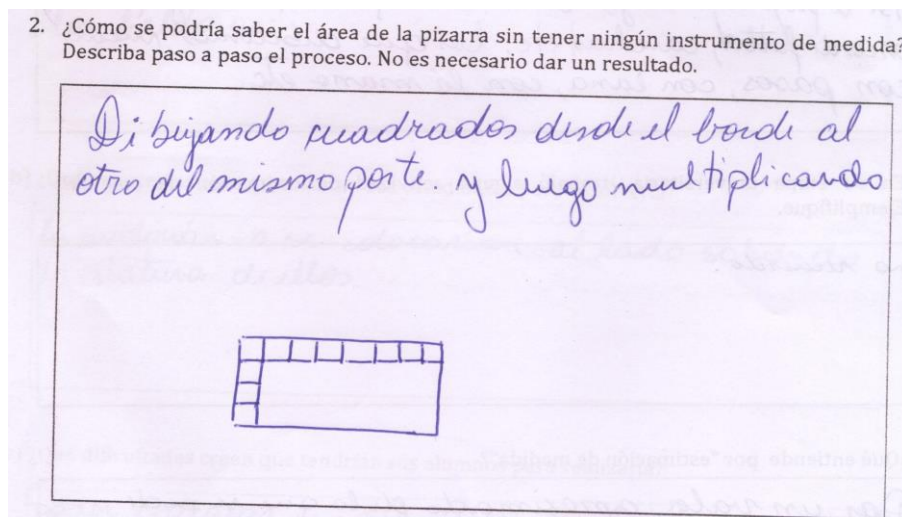 2. ¿Cómo se podría saber el área de la pizarra sin tener ningún instrumento de medida?
Describa paso a paso el proceso. No es necesario dar un resultado.
Dibujando cuadrados desde el borde al
otro del mismo porte y luego multiplicando